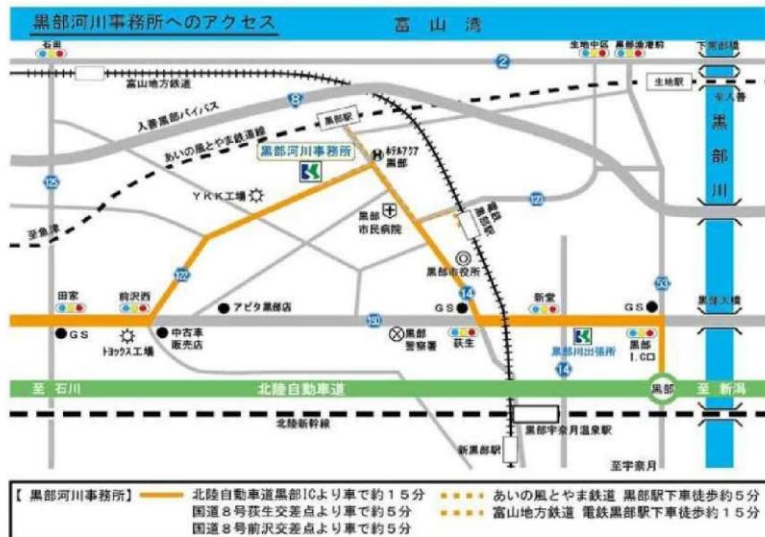 黒部河川事務所へのアクセス
富山湾
石田
生地中区
黒部漁港前
下黒部橋
富山地方鉄道
2
生地駅
至入善
入善黒部バイパス
8
黒部駅
あいの風とやま鉄道線
黒部河川事務所
ホテルアクア
黒部
黒部川
125
YKK工場
黒部
市民病院
電鉄
黒部駅
至魚津
122
黒部市役所
53
田家
前沢西
アピタ黒部店
GS
14
新堂
GS
黒部大橋
GS
トヨックス工場
中古車
販売店
黒部
警察署
荻生
黒部川出張所
黒部
I.C口
14
至 石川
北陸自動車道
黒部
至 新潟
北陸新幹線
黒部宇奈月温泉駅
新黒部駅
至宇奈月
【 黒部河川事務所】
北陸自動車道黒部ICより車で約15分
国道8号荻生交差点より車で約5分
国道8号前沢交差点より車で約5分
あいの風とやま鉄道 黒部駅下車徒歩約5分
富山地方鉄道 電鉄黒部駅下車徒歩約15分